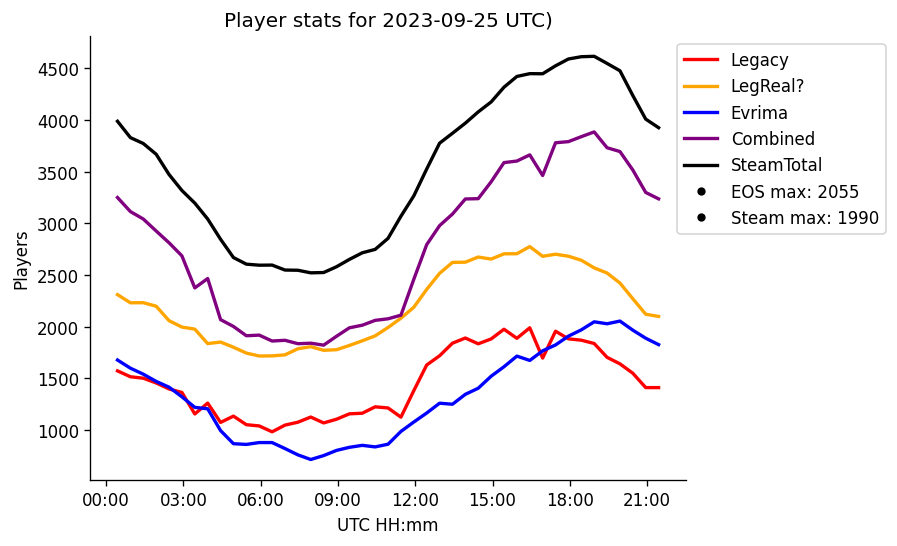 Player stats for 2023-09-25 UTC)
Legacy
LegReal?
Evrima
Combined
SteamTotal
EOS max: 2055
Steam max: 1990
Players
4500
4000
3500
3000
2500
2000
1500
1000
00:00 03:00 06:00 09:00 12:00 15:00 18:00 21:00
UTC HH:mm